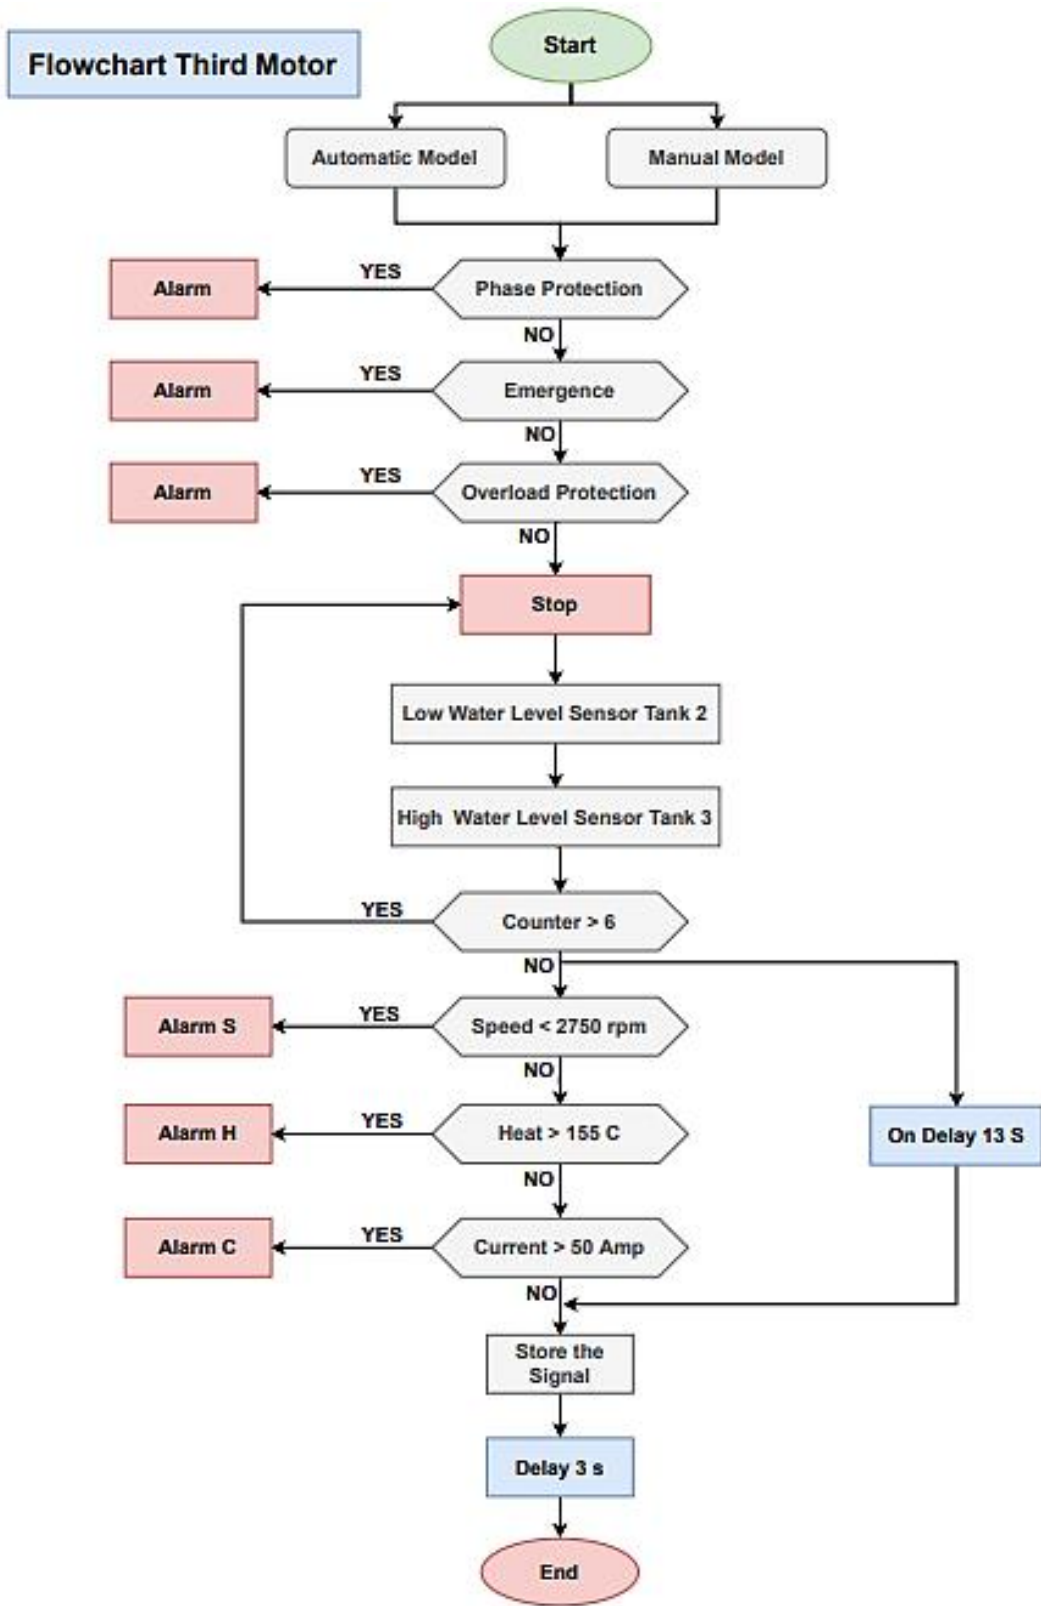 Flowchart Third Motor
Start
Automatic Model
Manual Model
Alarm
YES
Phase Protection
NO
Alarm
YES
Emergence
NO
Alarm
YES
Overload Protection
NO
Stop
Low Water Level Sensor Tank 2
High Water Level Sensor Tank 3
YES
Counter > 6
NO
Alarm S
YES
Speed < 2750 rpm
NO
Alarm H
YES
Heat > 155 C
On Delay 13 S
NO
Alarm C
YES
Current > 50 Amp
NO
Store the
Signal
Delay 3 s
End